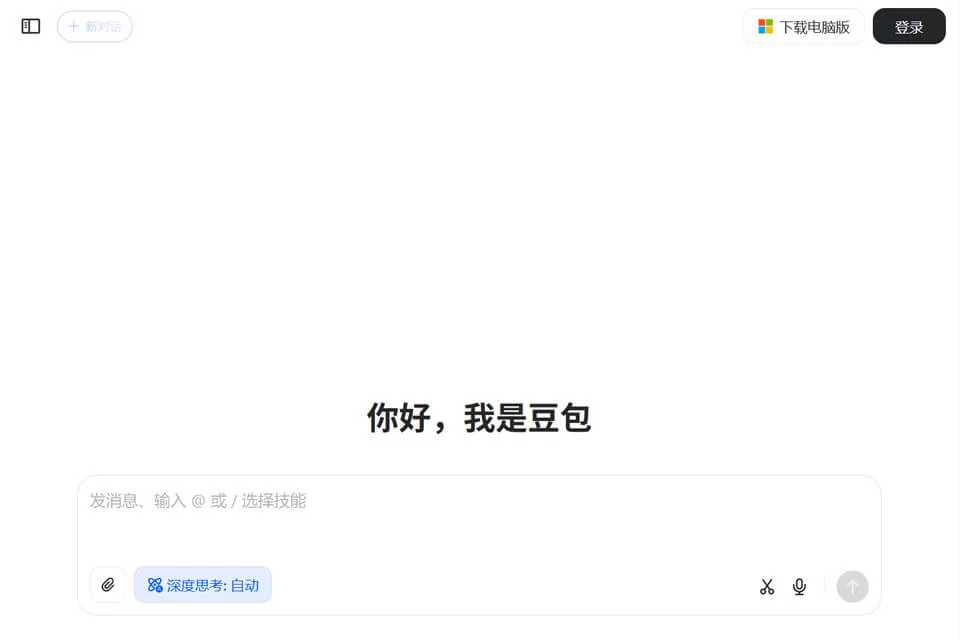 新对话
下载电脑版
登录
你好，我是豆包
发消息、输入 @ 或 / 选择技能
深度思考: 自动